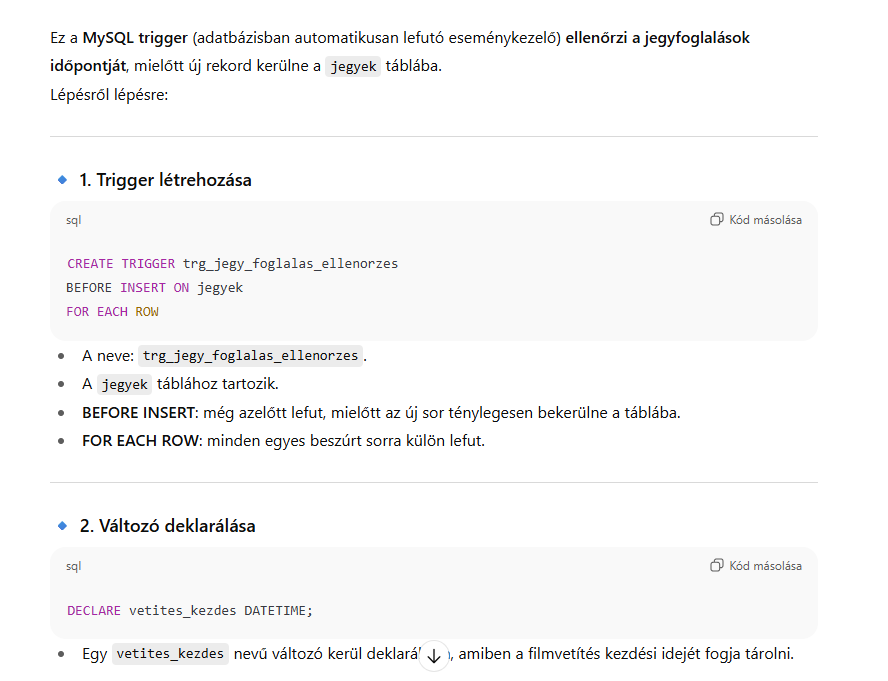 Ez a MySQL trigger (adatbázisban automatikusan lefutó eseménykezelő) ellenőrzi a jegyfoglalások
időpontját, mielőtt új rekord kerülne a jegyek táblába.
Lépésről lépésre:
1. Trigger létrehozása
sql
Kód másolása
CREATE TRIGGER trg_jegy_foglalas_ellenorzes
BEFORE INSERT ON jegyek
FOR EACH ROW
A neve: trg_jegy_foglalas_ellenorzes.
A jegyek táblához tartozik.
BEFORE INSERT: még azelőtt lefut, mielőtt az új sor ténylegesen bekerülne a táblába.
FOR EACH ROW: minden egyes beszúrt sorra külön lefut.
2. Változó deklarálása
sql
Kód másolása
DECLARE vetites_kezdes DATETIME;
Egy vetites_kezdes nevű változó kerül amiben a filmvetítés kezdési idejét fogja tárolni.